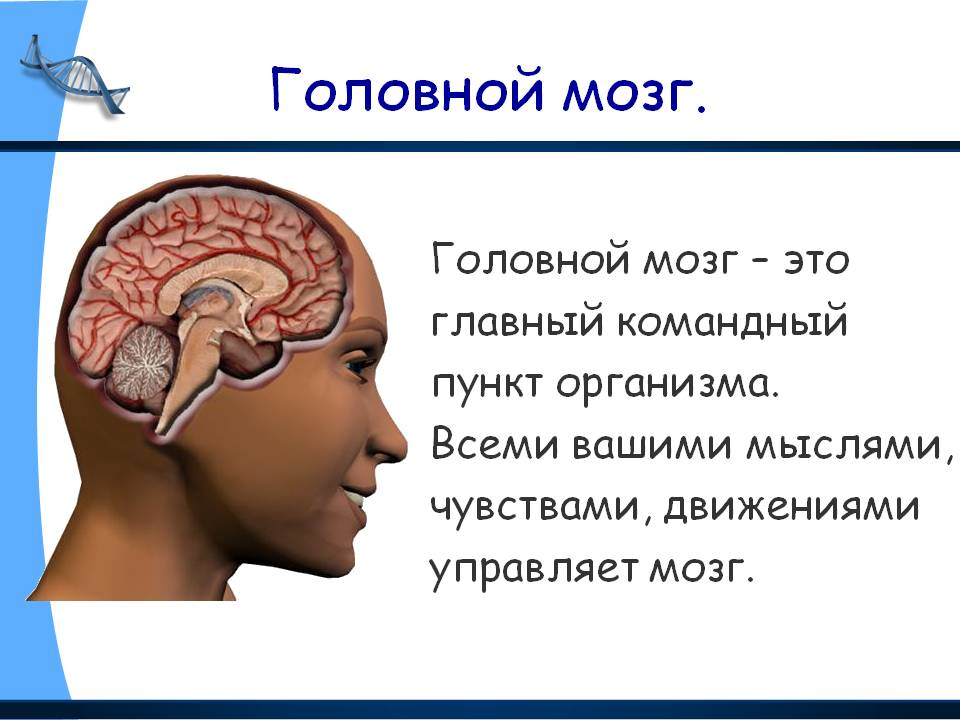 Головной мозг.
Головной мозг – это
главный командный
пункт организма.
Всеми вашими мыслями,
чувствами, движениями
управляет мозг.